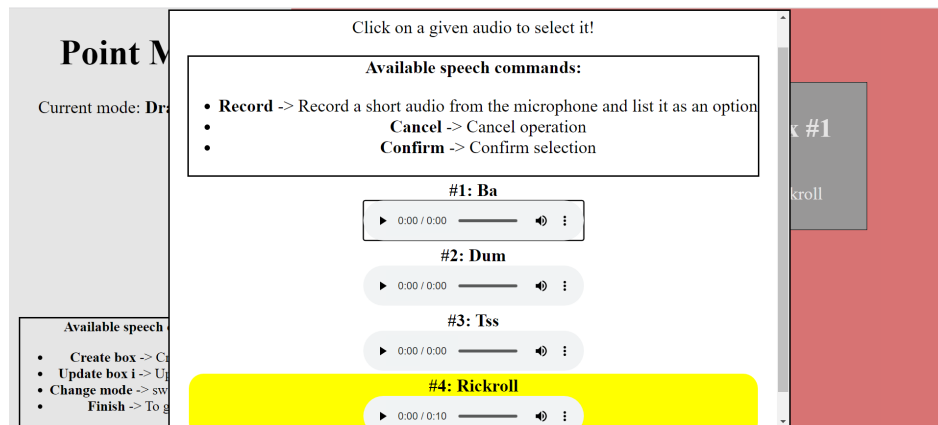 Click on a given audio to select it!
Available speech commands:
• Record -> Record a short audio from the microphone and list it as an option
• Cancel -> Cancel operation
• Confirm -> Confirm selection
#1: Ba
0:00 / 0:00
#2: Dum
0:00 / 0:00
#3: Tss
0:00 / 0:00
#4: Rickroll
0:00 / 0:10
Point
Current mode:
Available speech
• Create box ->
• Update box i ->
• Change mode ->
• Finish -> To
#1